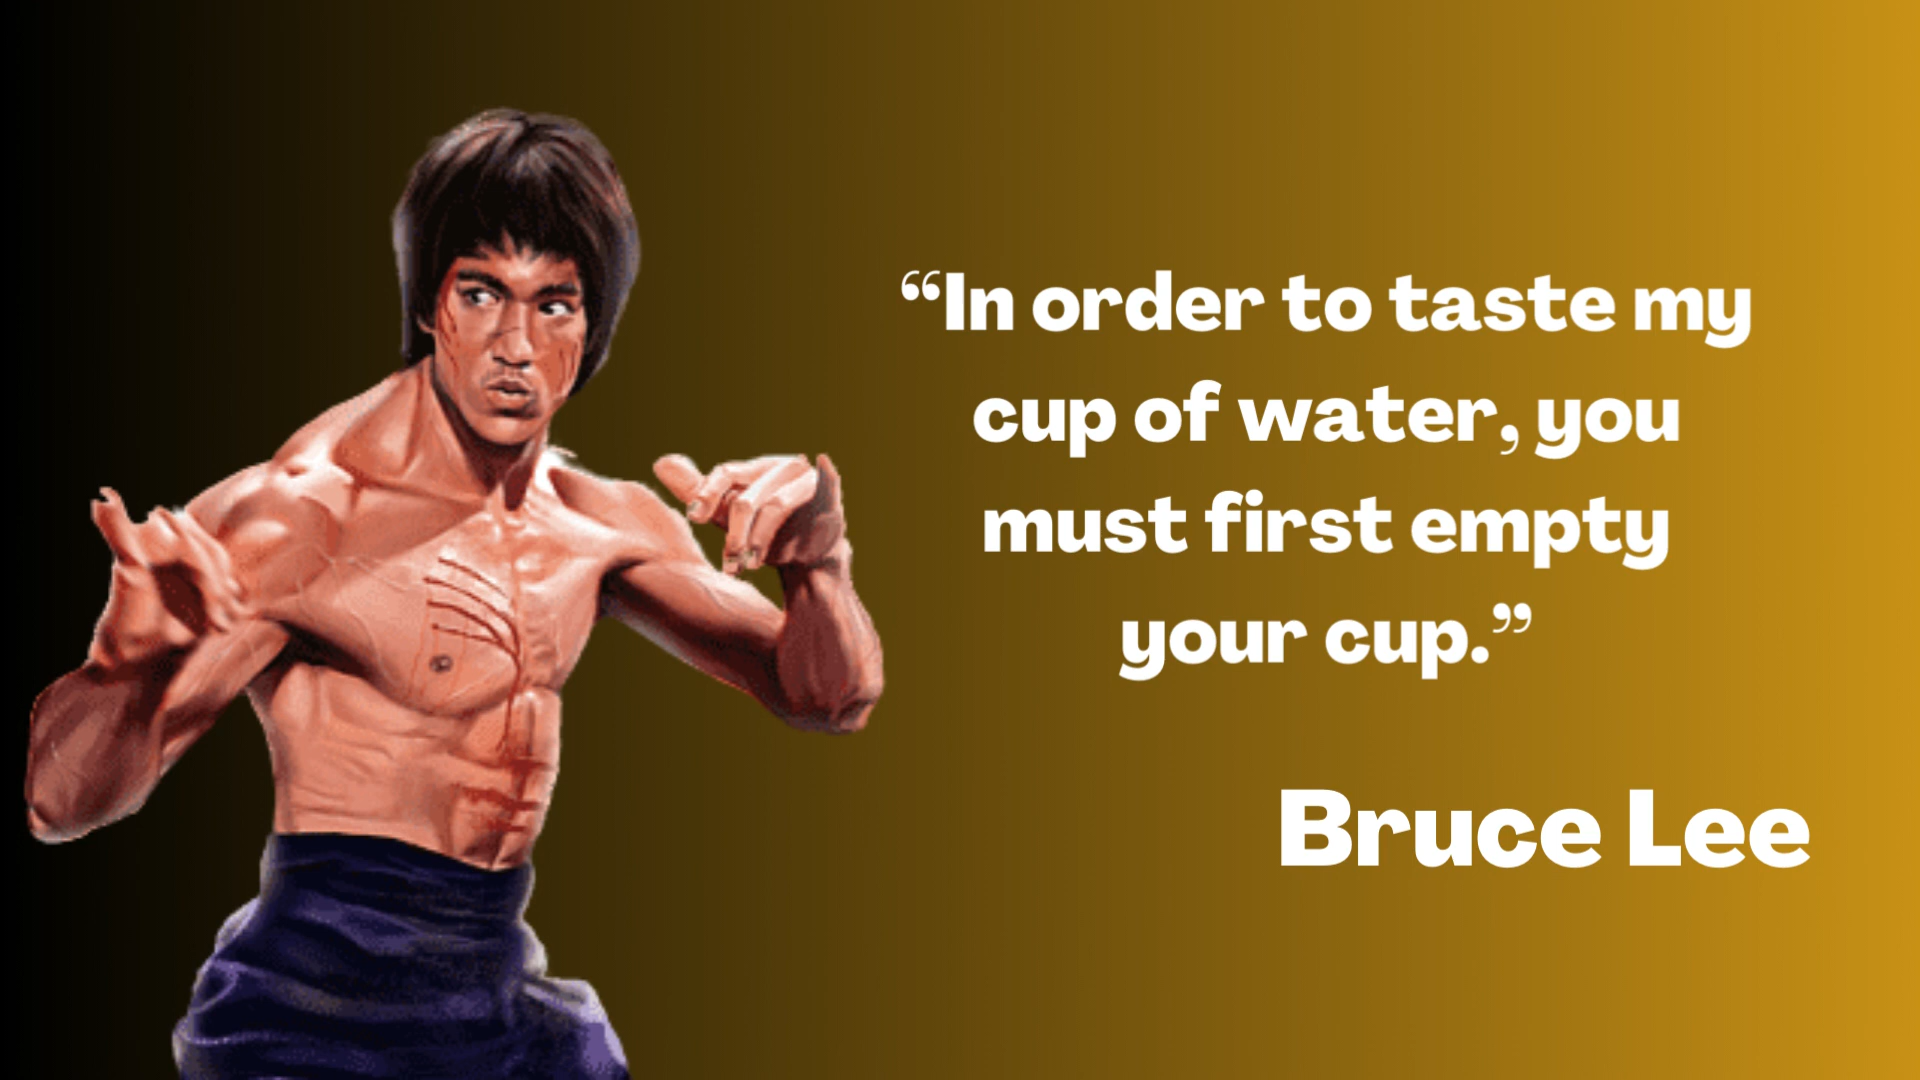 “In order to taste my
cup of water, you
must first empty
your cup.”
Bruce Lee